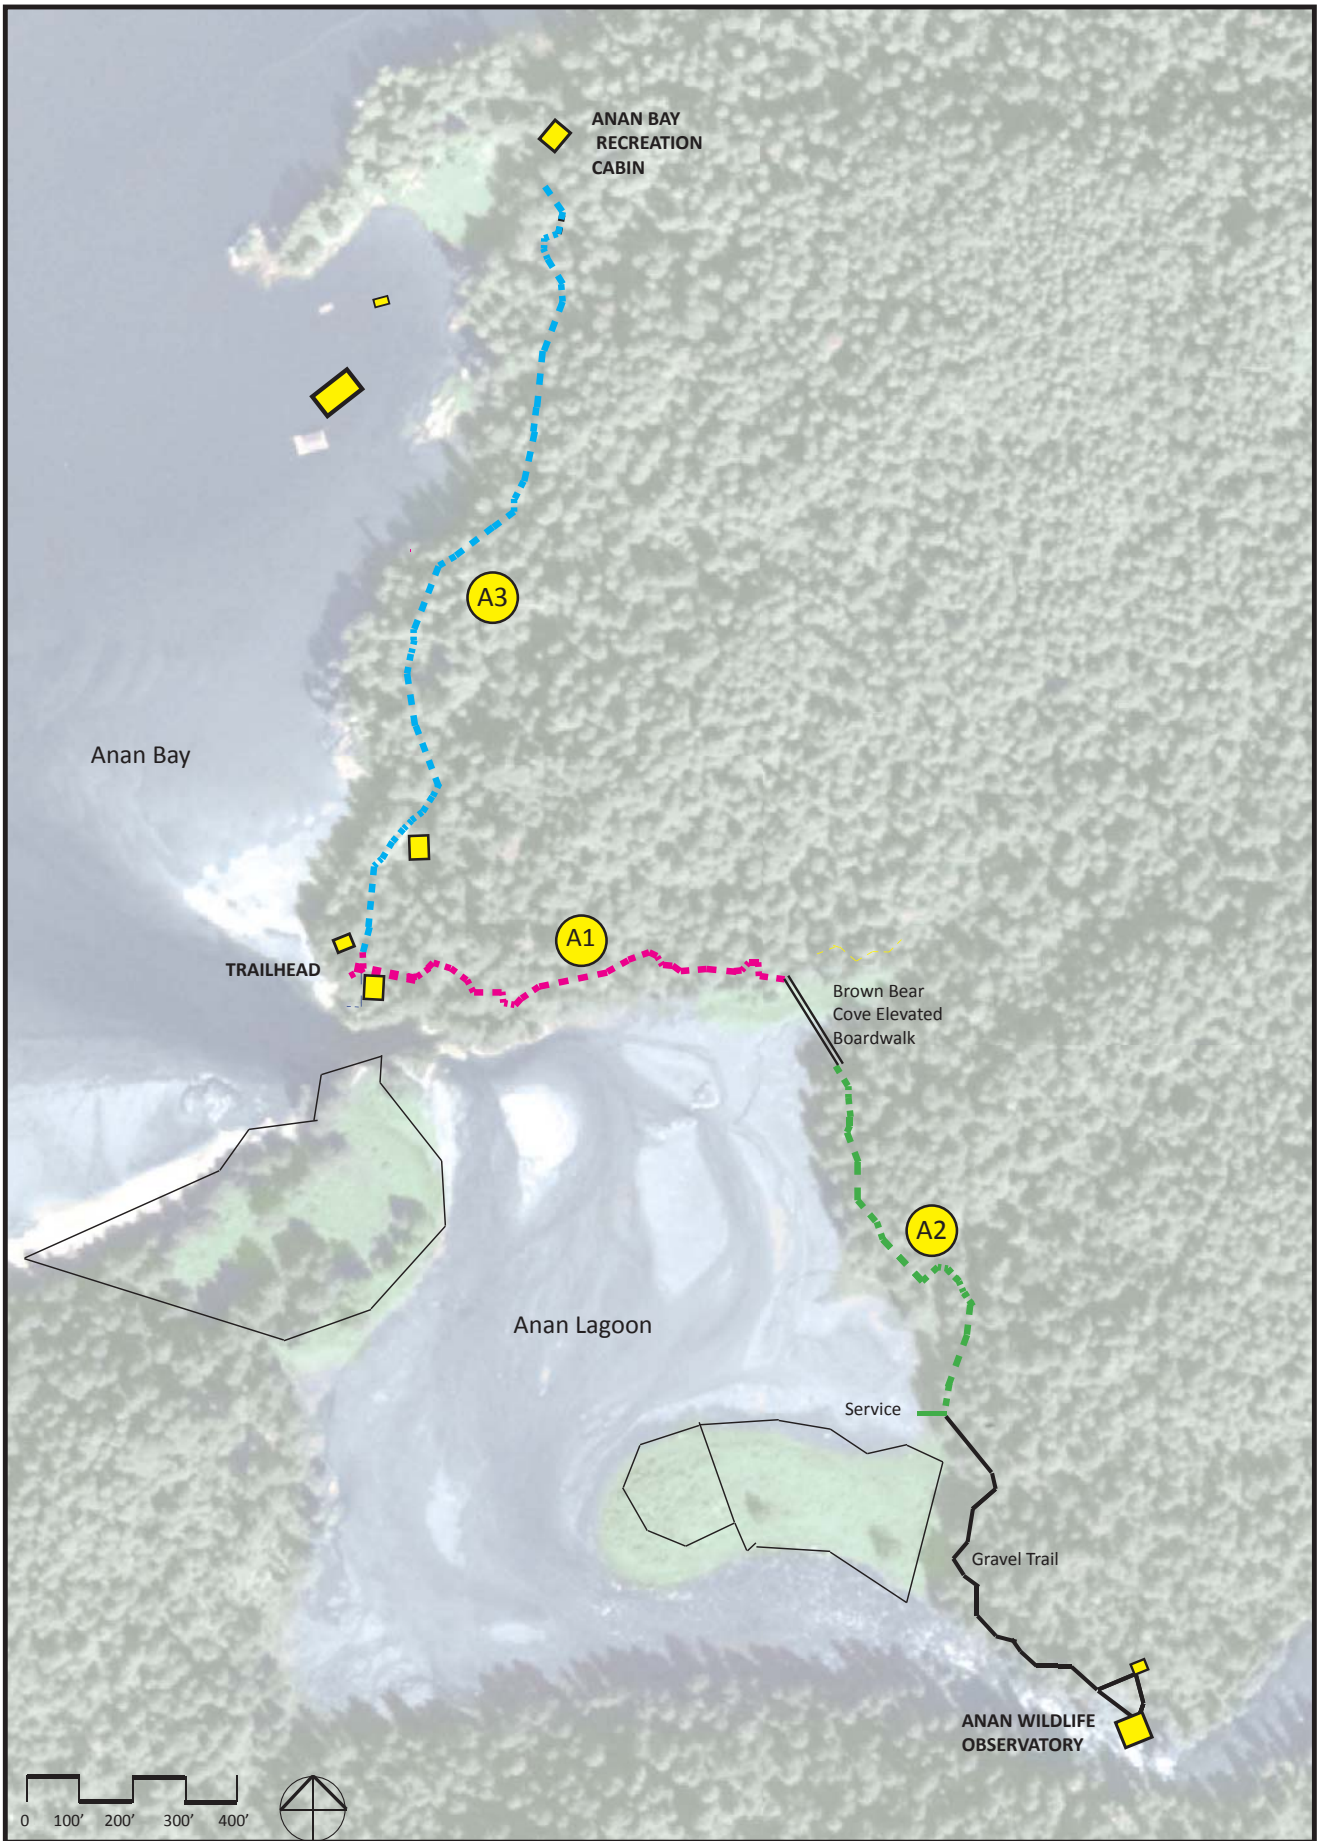 ANAN BAY
RECREATION
CABIN
A3
Anan Bay
A1
TRAILHEAD
Brown Bear
Cove Elevated
Boardwalk
A2
Anan Lagoon
Service
Gravel Trail
ANAN WILDLIFE
OBSERVATORY
0 100’ 200’ 300’ 400’